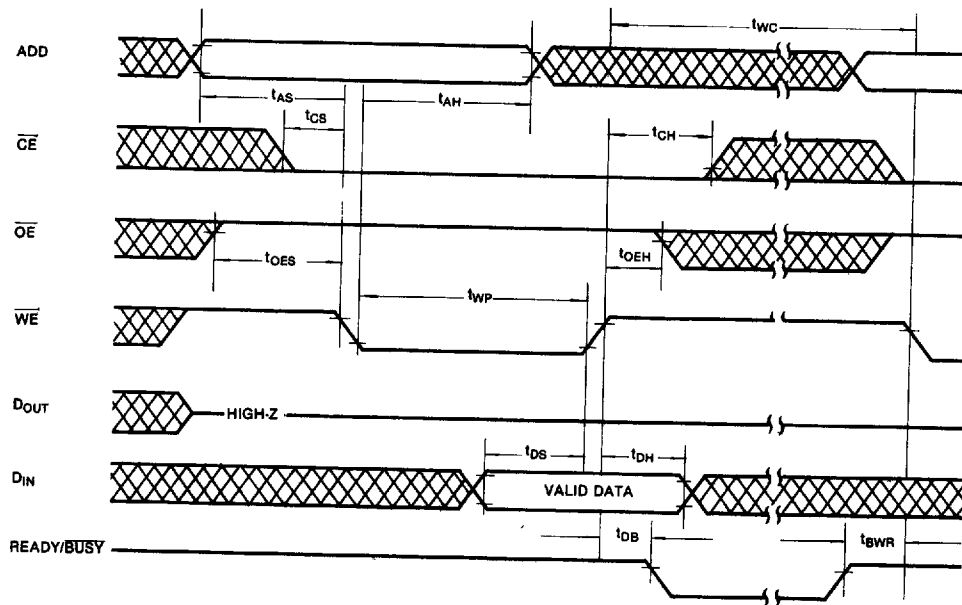 tWC
ADD
tAS
tAH
tCS
CE
tCH
OE
tOES
tOEH
tWP
WE
DOUT
HIGH-Z
tDS
tDH
DIN
VALID DATA
tDB
tBWR
READY/BUSY